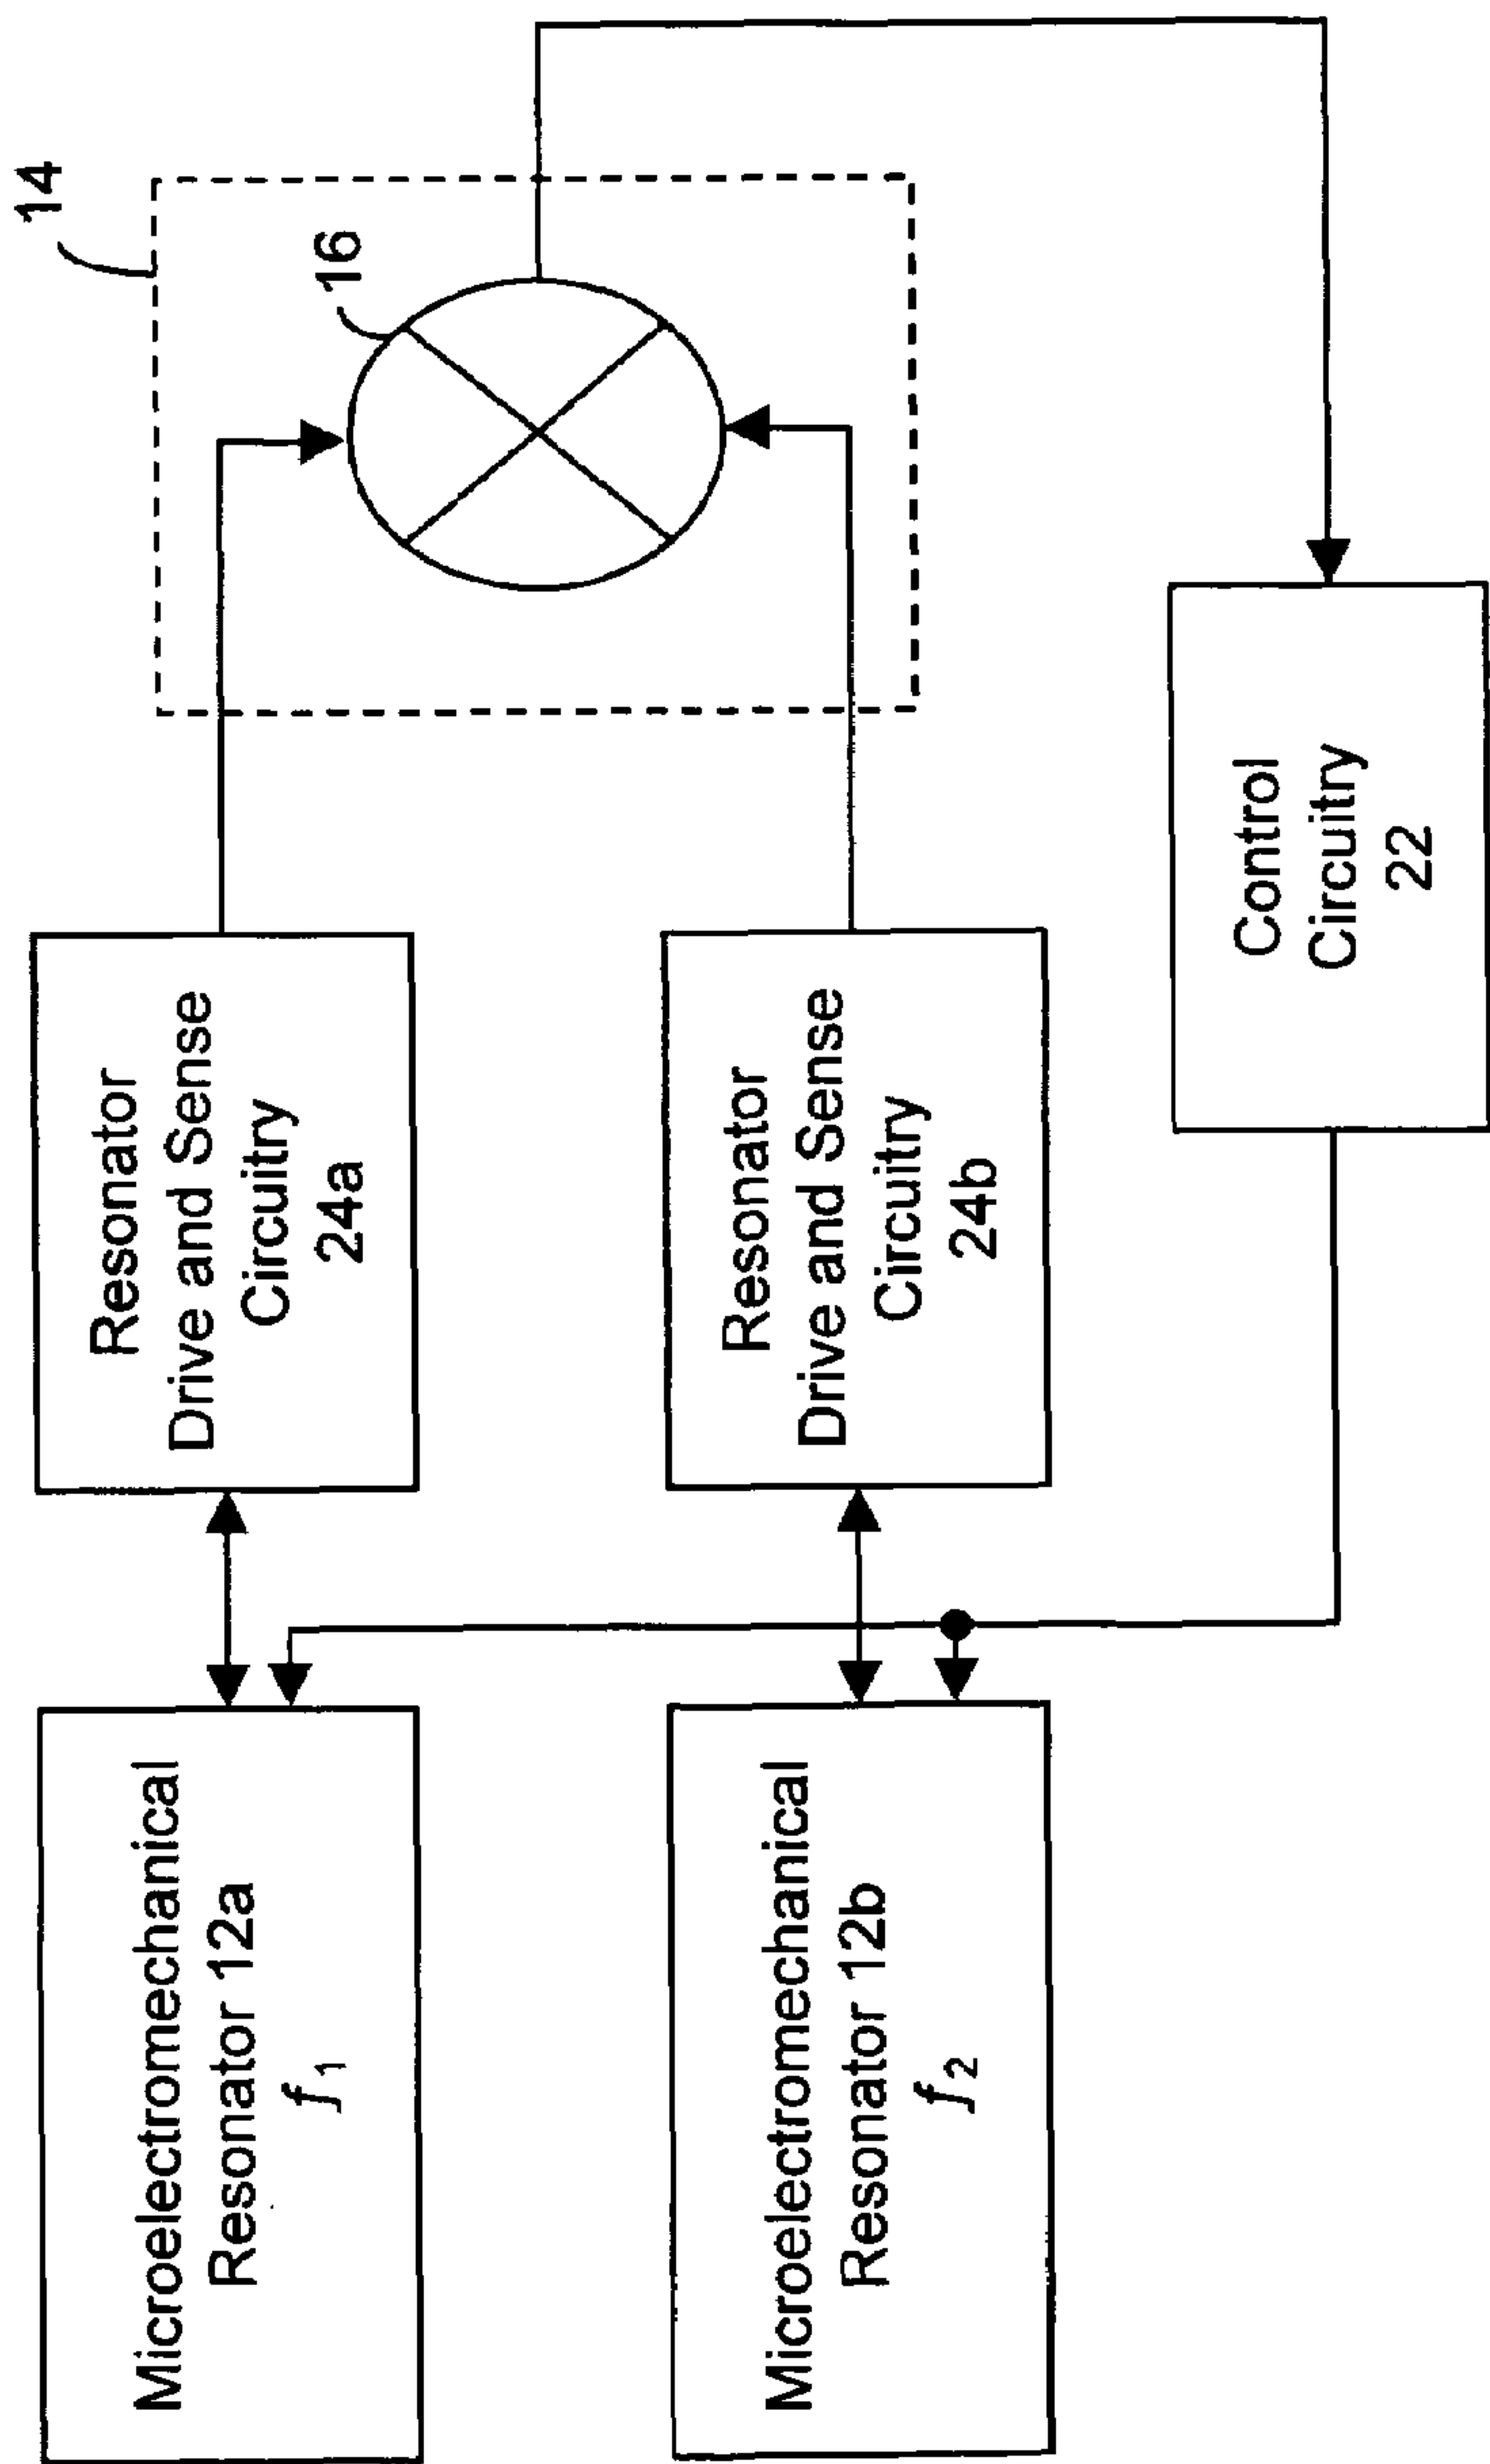 14
16
Resonator
Drive and Sense
Circuitry
24a
Microelectromechanical
Resonator 12a
f1
Resonator
Drive and Sense
Circuitry
24b
Microelectromechanical
Resonator 12b
f2
Control
Circuitry
22